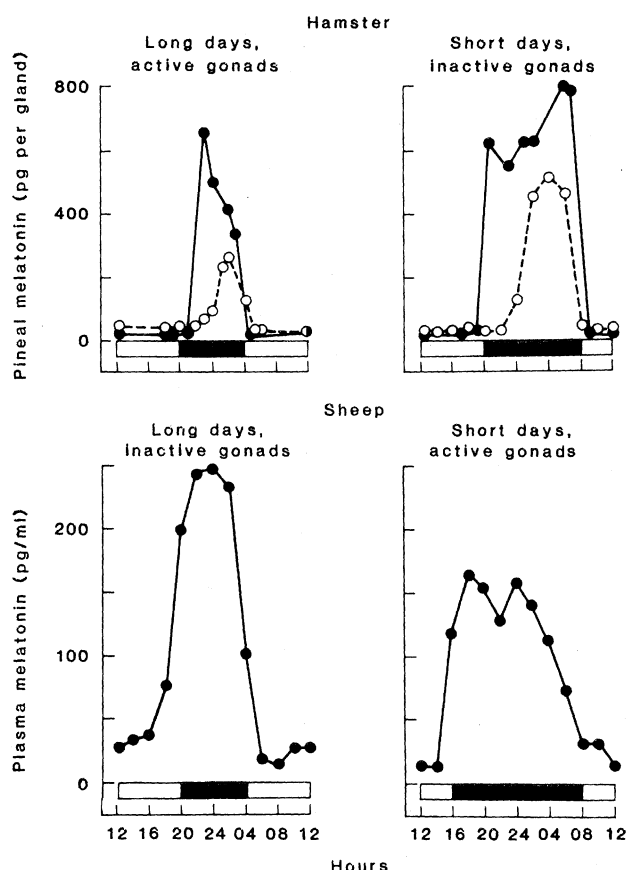 Hamster
Long days,
active gonads
Short days,
inactive gonads
Pineal melatonin (pg per gland)
800
400
0
Sheep
Long days,
inactive gonads
Short days,
active gonads
Plasma melatonin (pg/ml)
200
100
0
12 16 20 24 04 08 12
12 16 20 24 04 08 12
Hours